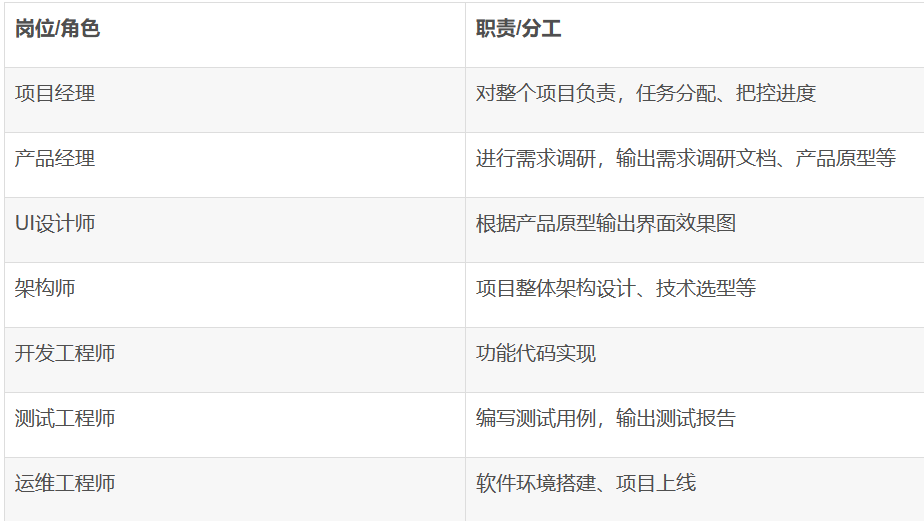 岗位/角色 职责/分工
项目经理 对整个项目负责，任务分配、把控进度
产品经理 进行需求调研，输出需求调研文档、产品原型等
UI设计师 根据产品原型输出界面效果图
架构师 项目整体架构设计、技术选型等
开发工程师 功能代码实现
测试工程师 编写测试用例，输出测试报告
运维工程师 软件环境搭建、项目上线